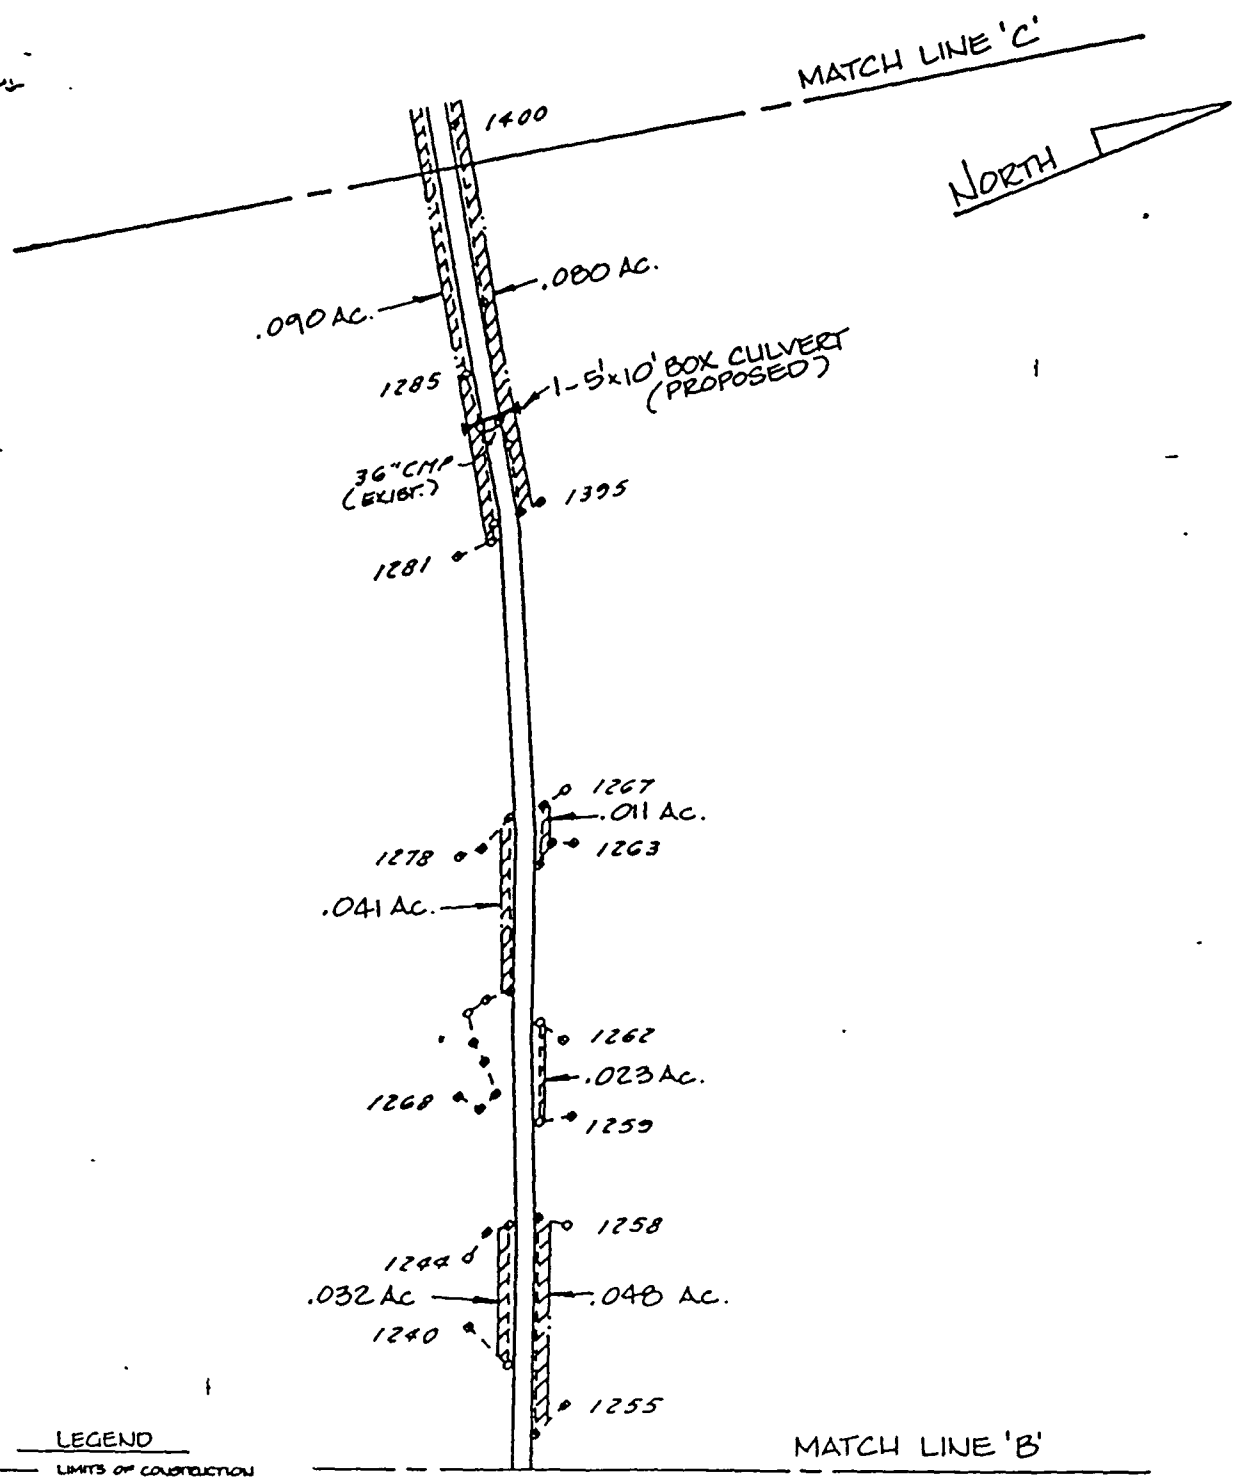 MATCH LINE 'C'
1400
NORTH
.080 AC.
.090 AC.
1-5'x10' BOX CULVERT
(PROPOSED)
1285
36" CMP
(EXIST.)
1395
1281
1267
.011 AC.
1278
1263
.041 AC.
1262
.023 AC.
1268
1259
1258
1244
.032 AC
.048 AC.
1240
1255
LEGEND
MATCH LINE 'B'
LIMITS OF CONSTRUCTION